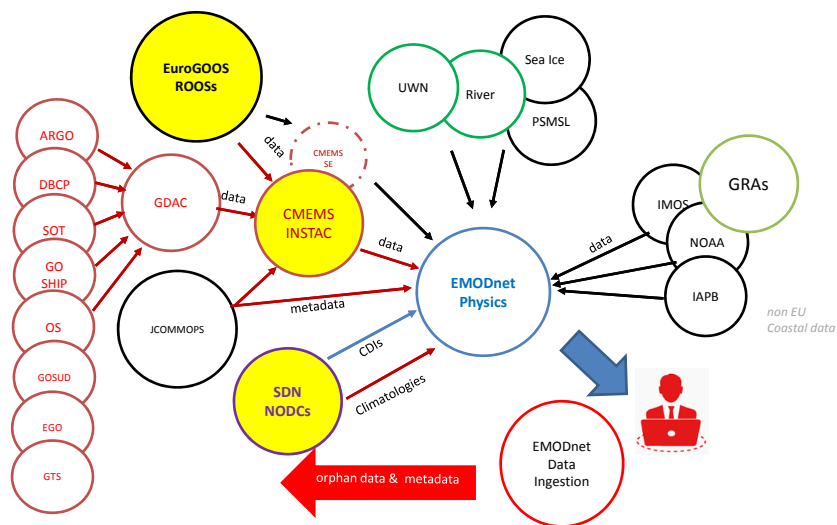 EuroGOOS
ROOSs
UWN
River
Sea Ice
PSMSL
ARGO
DBCP
SOT
GO
SHIP
OS
GOSUD
EGO
GTS
GDAC
data
data
CMEMS
SE
CMEMS
INSTAC
data
JCOMMOPS
metadata
EMODnet
Physics
CDIs
Climatologies
SDN
NODCs
GRAs
IMOS
NOAA
IAPB
data
non EU
Coastal data
EMODnet
Data
Ingestion
orphan data & metadata